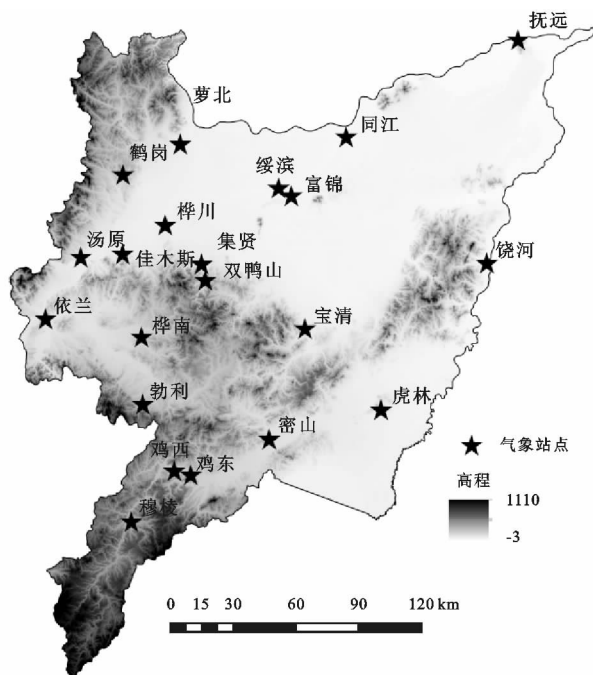 抚远
萝北
同江
鹤岗
绥滨
富锦
桦川
汤原
佳木斯
集贤
双鸭山
饶河
依兰
桦南
宝清
勃利
虎林
密山
鸡西
鸡东
穆棱
气象站点
高程
1110
-3
0 15 30 60 90 120 km